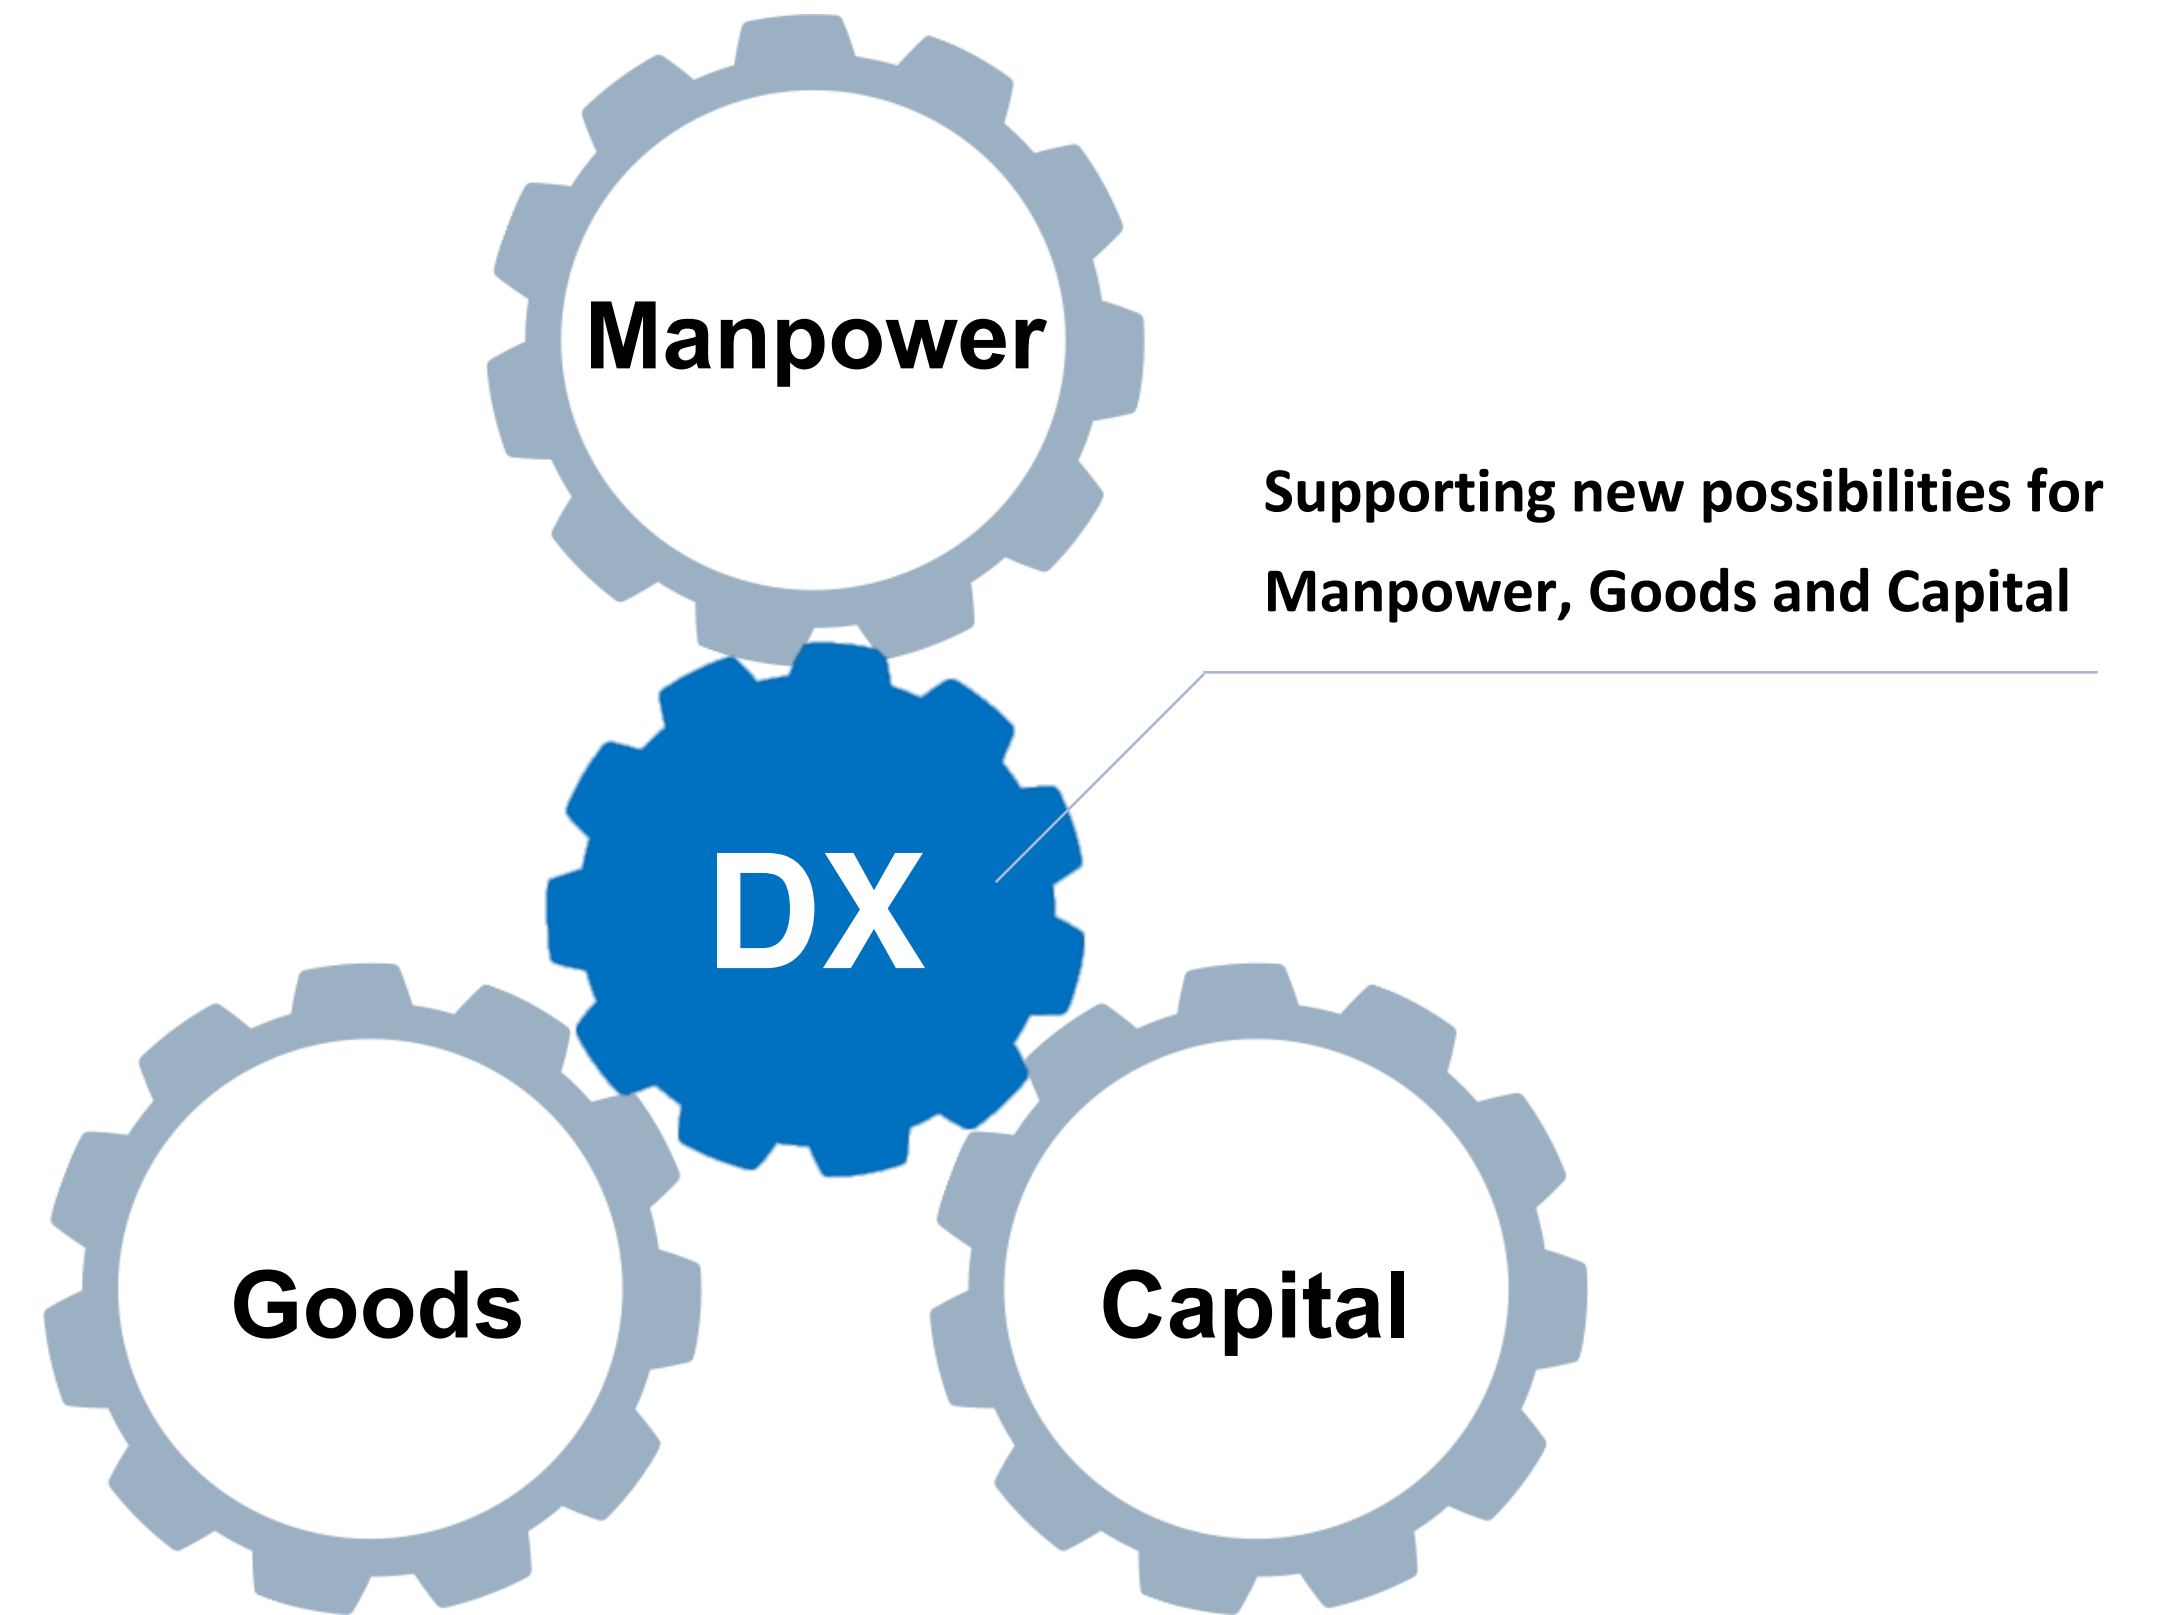 Manpower
Supporting new possibilities for
Manpower, Goods and Capital
DX
Goods
Capital